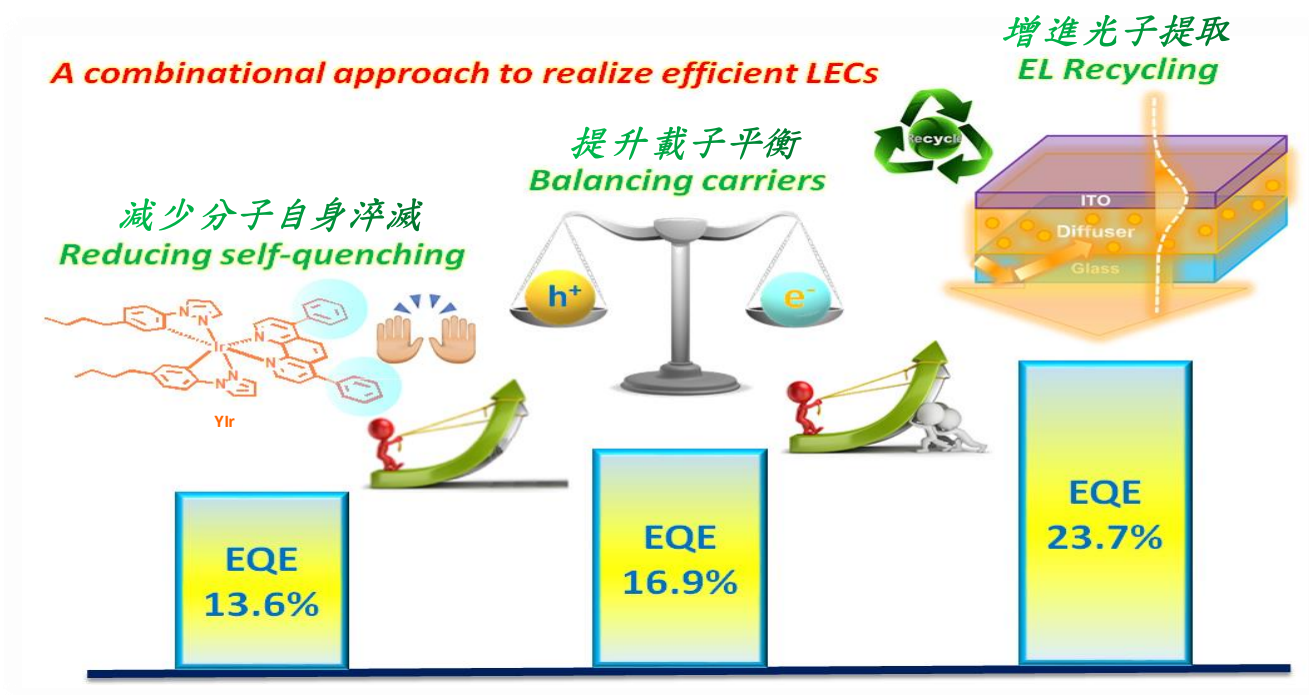 A combinational approach to realize efficient LECs
減少分子自身淬滅
Reducing self-quenching
N
N
Ir
N
N
N
N
YIr
EQE
13.6%
提升載子平衡
Balancing carriers
h+
e-
EQE
16.9%
增進光子提取
EL Recycling
Recycle
ITO
Diffuser
Glass
EQE
23.7%